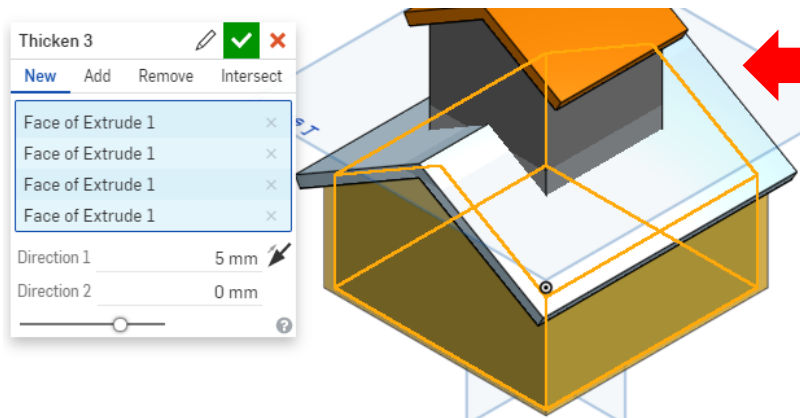 Thicken 3
New Add Remove Intersect
Face of Extrude 1
Face of Extrude 1
Face of Extrude 1
Face of Extrude 1
Direction 1 5 mm
Direction 2 0 mm
?